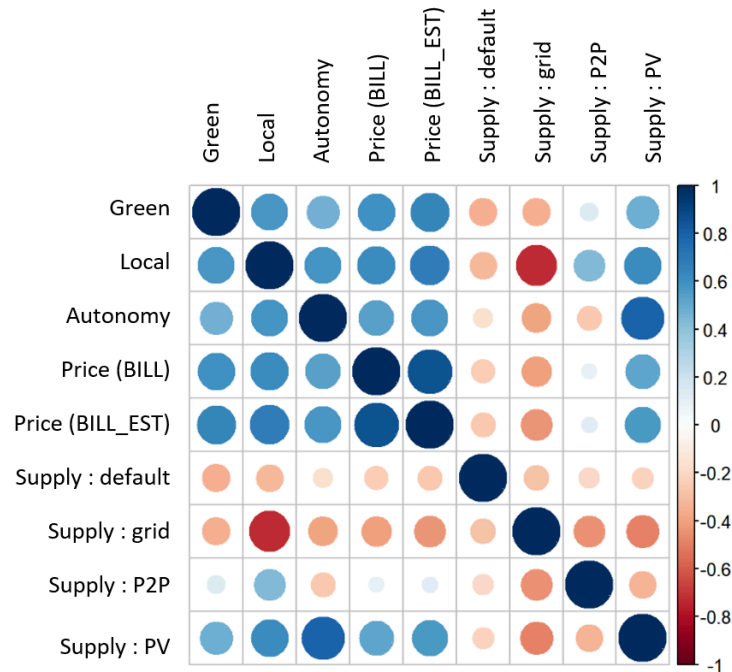 Green
Local
Autonomy
Price (BILL)
Price (BILL_EST)
Supply : default
Supply : grid
Supply : P2P
Supply : PV
Green
Local
Autonomy
Price (BILL)
Price (BILL_EST)
Supply : default
Supply : grid
Supply : P2P
Supply : PV
1
0.8
0.6
0.4
0.2
0
-0.2
-0.4
-0.6
-0.8
-1